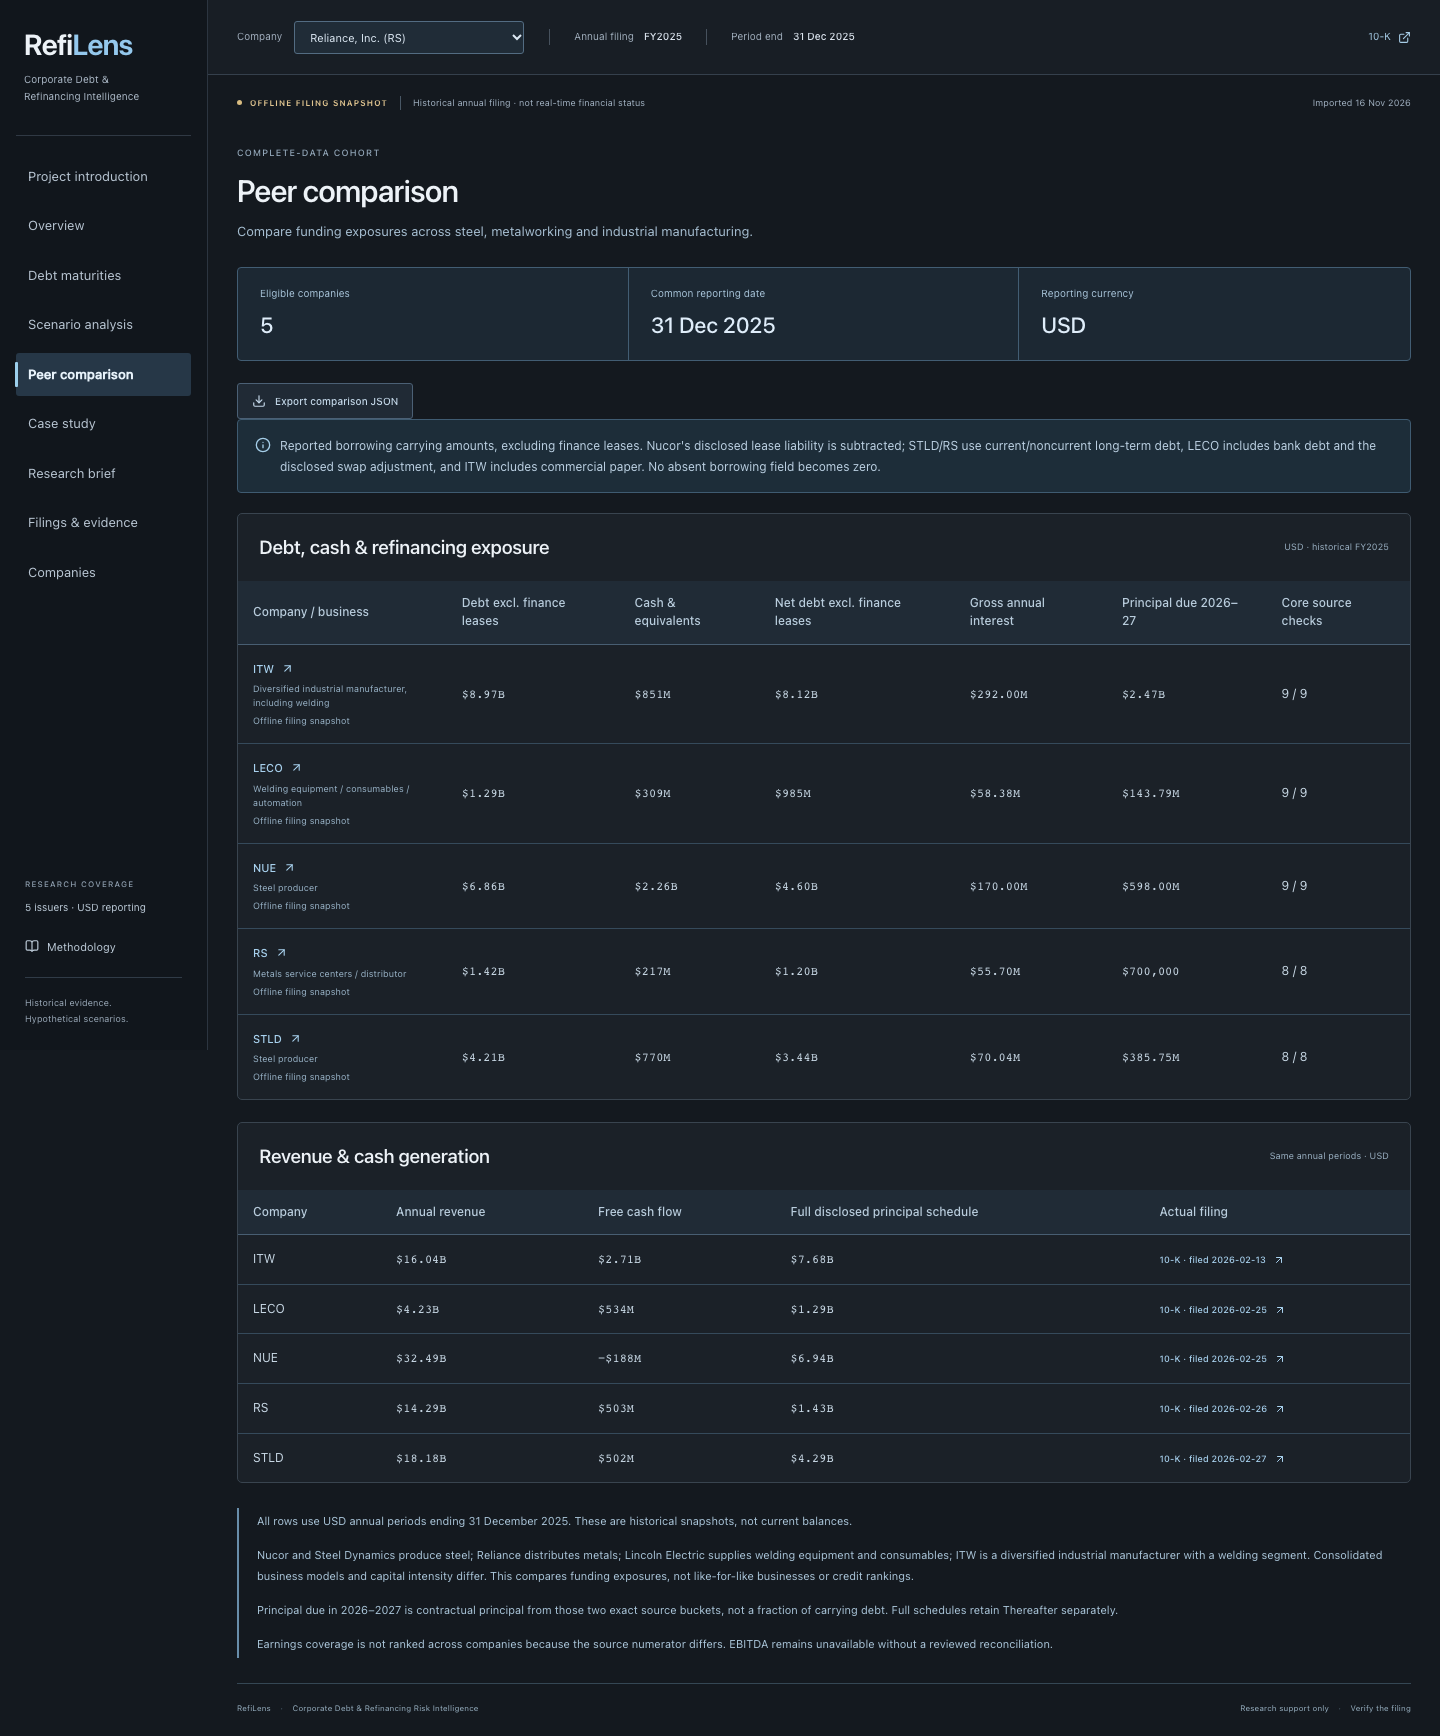 RefiLens
Corporate Debt &
Refinancing Intelligence
Project introduction
Overview
Debt maturities
Scenario analysis
Peer comparison
Case study
Research brief
Filings & evidence
Companies
RESEARCH COVERAGE
5 issuers · USD reporting
Methodology
Historical evidence.
Hypothetical scenarios.
Company Reliance, Inc. (RS) Annual filing FY2025 Period end 31 Dec 2025 10-K
OFFLINE FILING SNAPSHOT Historical annual filing · not real-time financial status Imported 16 Nov 2026
COMPLETE-DATA COHORT
Peer comparison
Compare funding exposures across steel, metalworking and industrial manufacturing.
Eligible companies Common reporting date Reporting currency
5 31 Dec 2025 USD
Export comparison JSON
Reported borrowing carrying amounts, excluding finance leases. Nucor's disclosed lease liability is subtracted; STLD/RS use current/noncurrent long-term debt, LECO includes bank debt and the
disclosed swap adjustment, and ITW includes commercial paper. No absent borrowing field becomes zero.
Debt, cash & refinancing exposure USD · historical FY2025
Company / business Debt excl. finance leases Cash & equivalents Net debt excl. finance leases Gross annual interest Principal due 2026–27 Core source checks
ITW
Diversified industrial manufacturer,
including welding
Offline filing snapshot
$8.97B $851M $8.12B $292.00M $2.47B 9 / 9
LECO
Welding equipment / consumables /
automation
Offline filing snapshot
$1.29B $309M $985M $58.38M $143.79M 9 / 9
NUE
Steel producer
Offline filing snapshot
$6.86B $2.26B $4.60B $170.00M $598.00M 9 / 9
RS
Metals service centers / distributor
Offline filing snapshot
$1.42B $217M $1.20B $55.70M $700,000 8 / 8
STLD
Steel producer
Offline filing snapshot
$4.21B $770M $3.44B $70.04M $385.75M 8 / 8
Revenue & cash generation Same annual periods · USD
Company Annual revenue Free cash flow Full disclosed principal schedule Actual filing
ITW $16.04B $2.71B $7.68B 10-K · filed 2026-02-13
LECO $4.23B $534M $1.29B 10-K · filed 2026-02-25
NUE $32.49B −$188M $6.94B 10-K · filed 2026-02-25
RS $14.29B $503M $1.43B 10-K · filed 2026-02-26
STLD $18.18B $502M $4.29B 10-K · filed 2026-02-27
All rows use USD annual periods ending 31 December 2025. These are historical snapshots, not current balances.
Nucor and Steel Dynamics produce steel; Reliance distributes metals; Lincoln Electric supplies welding equipment and consumables; ITW is a diversified industrial manufacturer with a welding segment. Consolidated
business models and capital intensity differ. This compares funding exposures, not like-for-like businesses or credit rankings.
Principal due in 2026–2027 is contractual principal from those two exact source buckets, not a fraction of carrying debt. Full schedules retain Thereafter separately.
Earnings coverage is not ranked across companies because the source numerator differs. EBITDA remains unavailable without a reviewed reconciliation.
RefiLens · Corporate Debt & Refinancing Risk Intelligence Research support only · Verify the filing